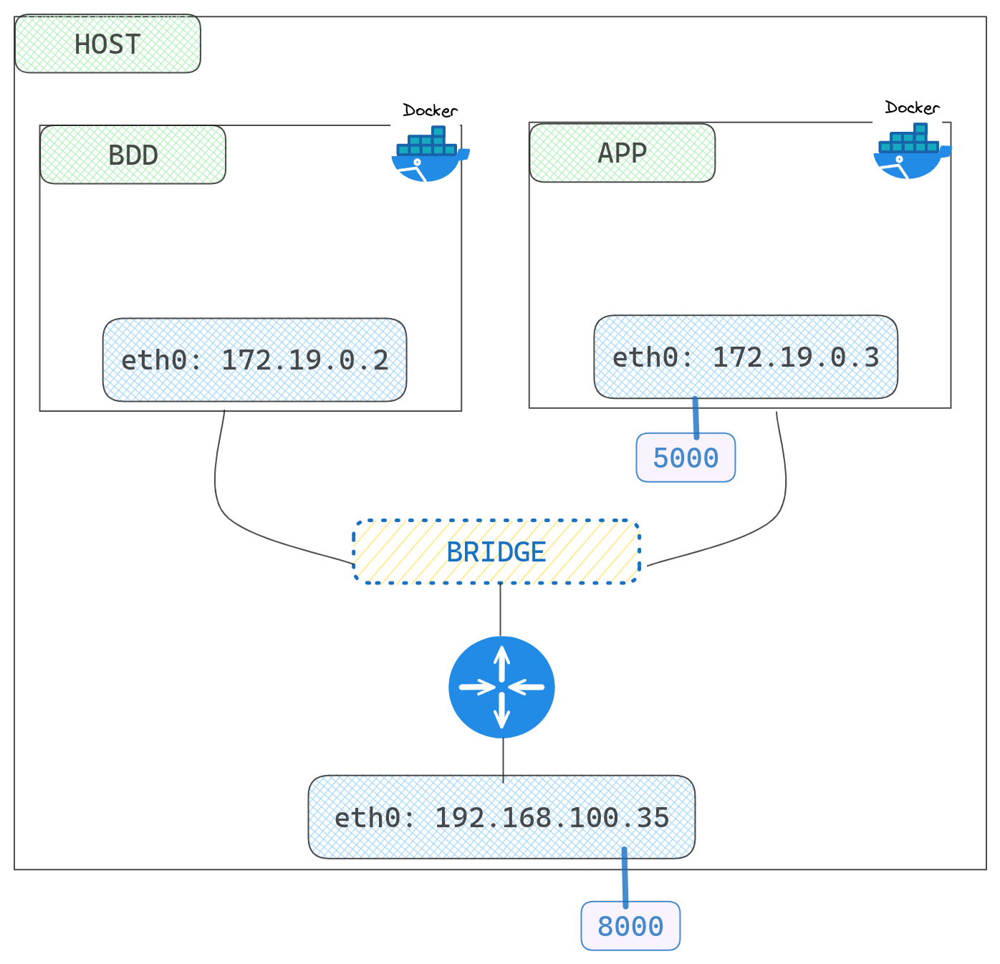 HOST
Docker
Docker
BDD
APP
eth0: 172.19.0.2
eth0: 172.19.0.3
5000
BRIDGE
eth0: 192.168.100.35
8000